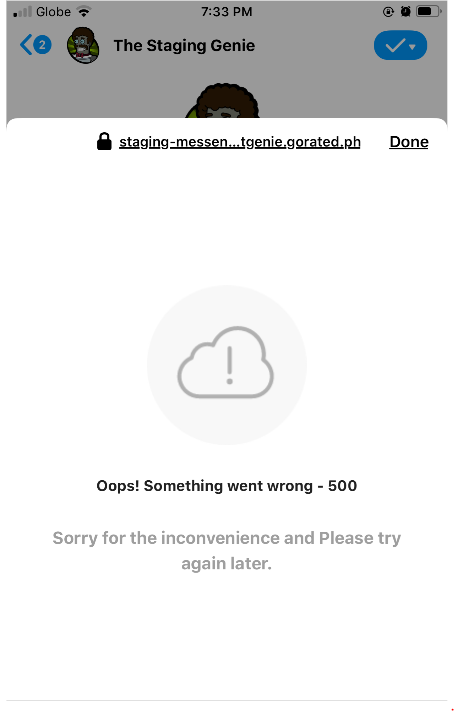 Globe 7:33 PM
2 The Staging Genie
staging-messen...tgenie.gorated.ph Done
Oops! Something went wrong - 500
Sorry for the inconvenience and Please try
again later.